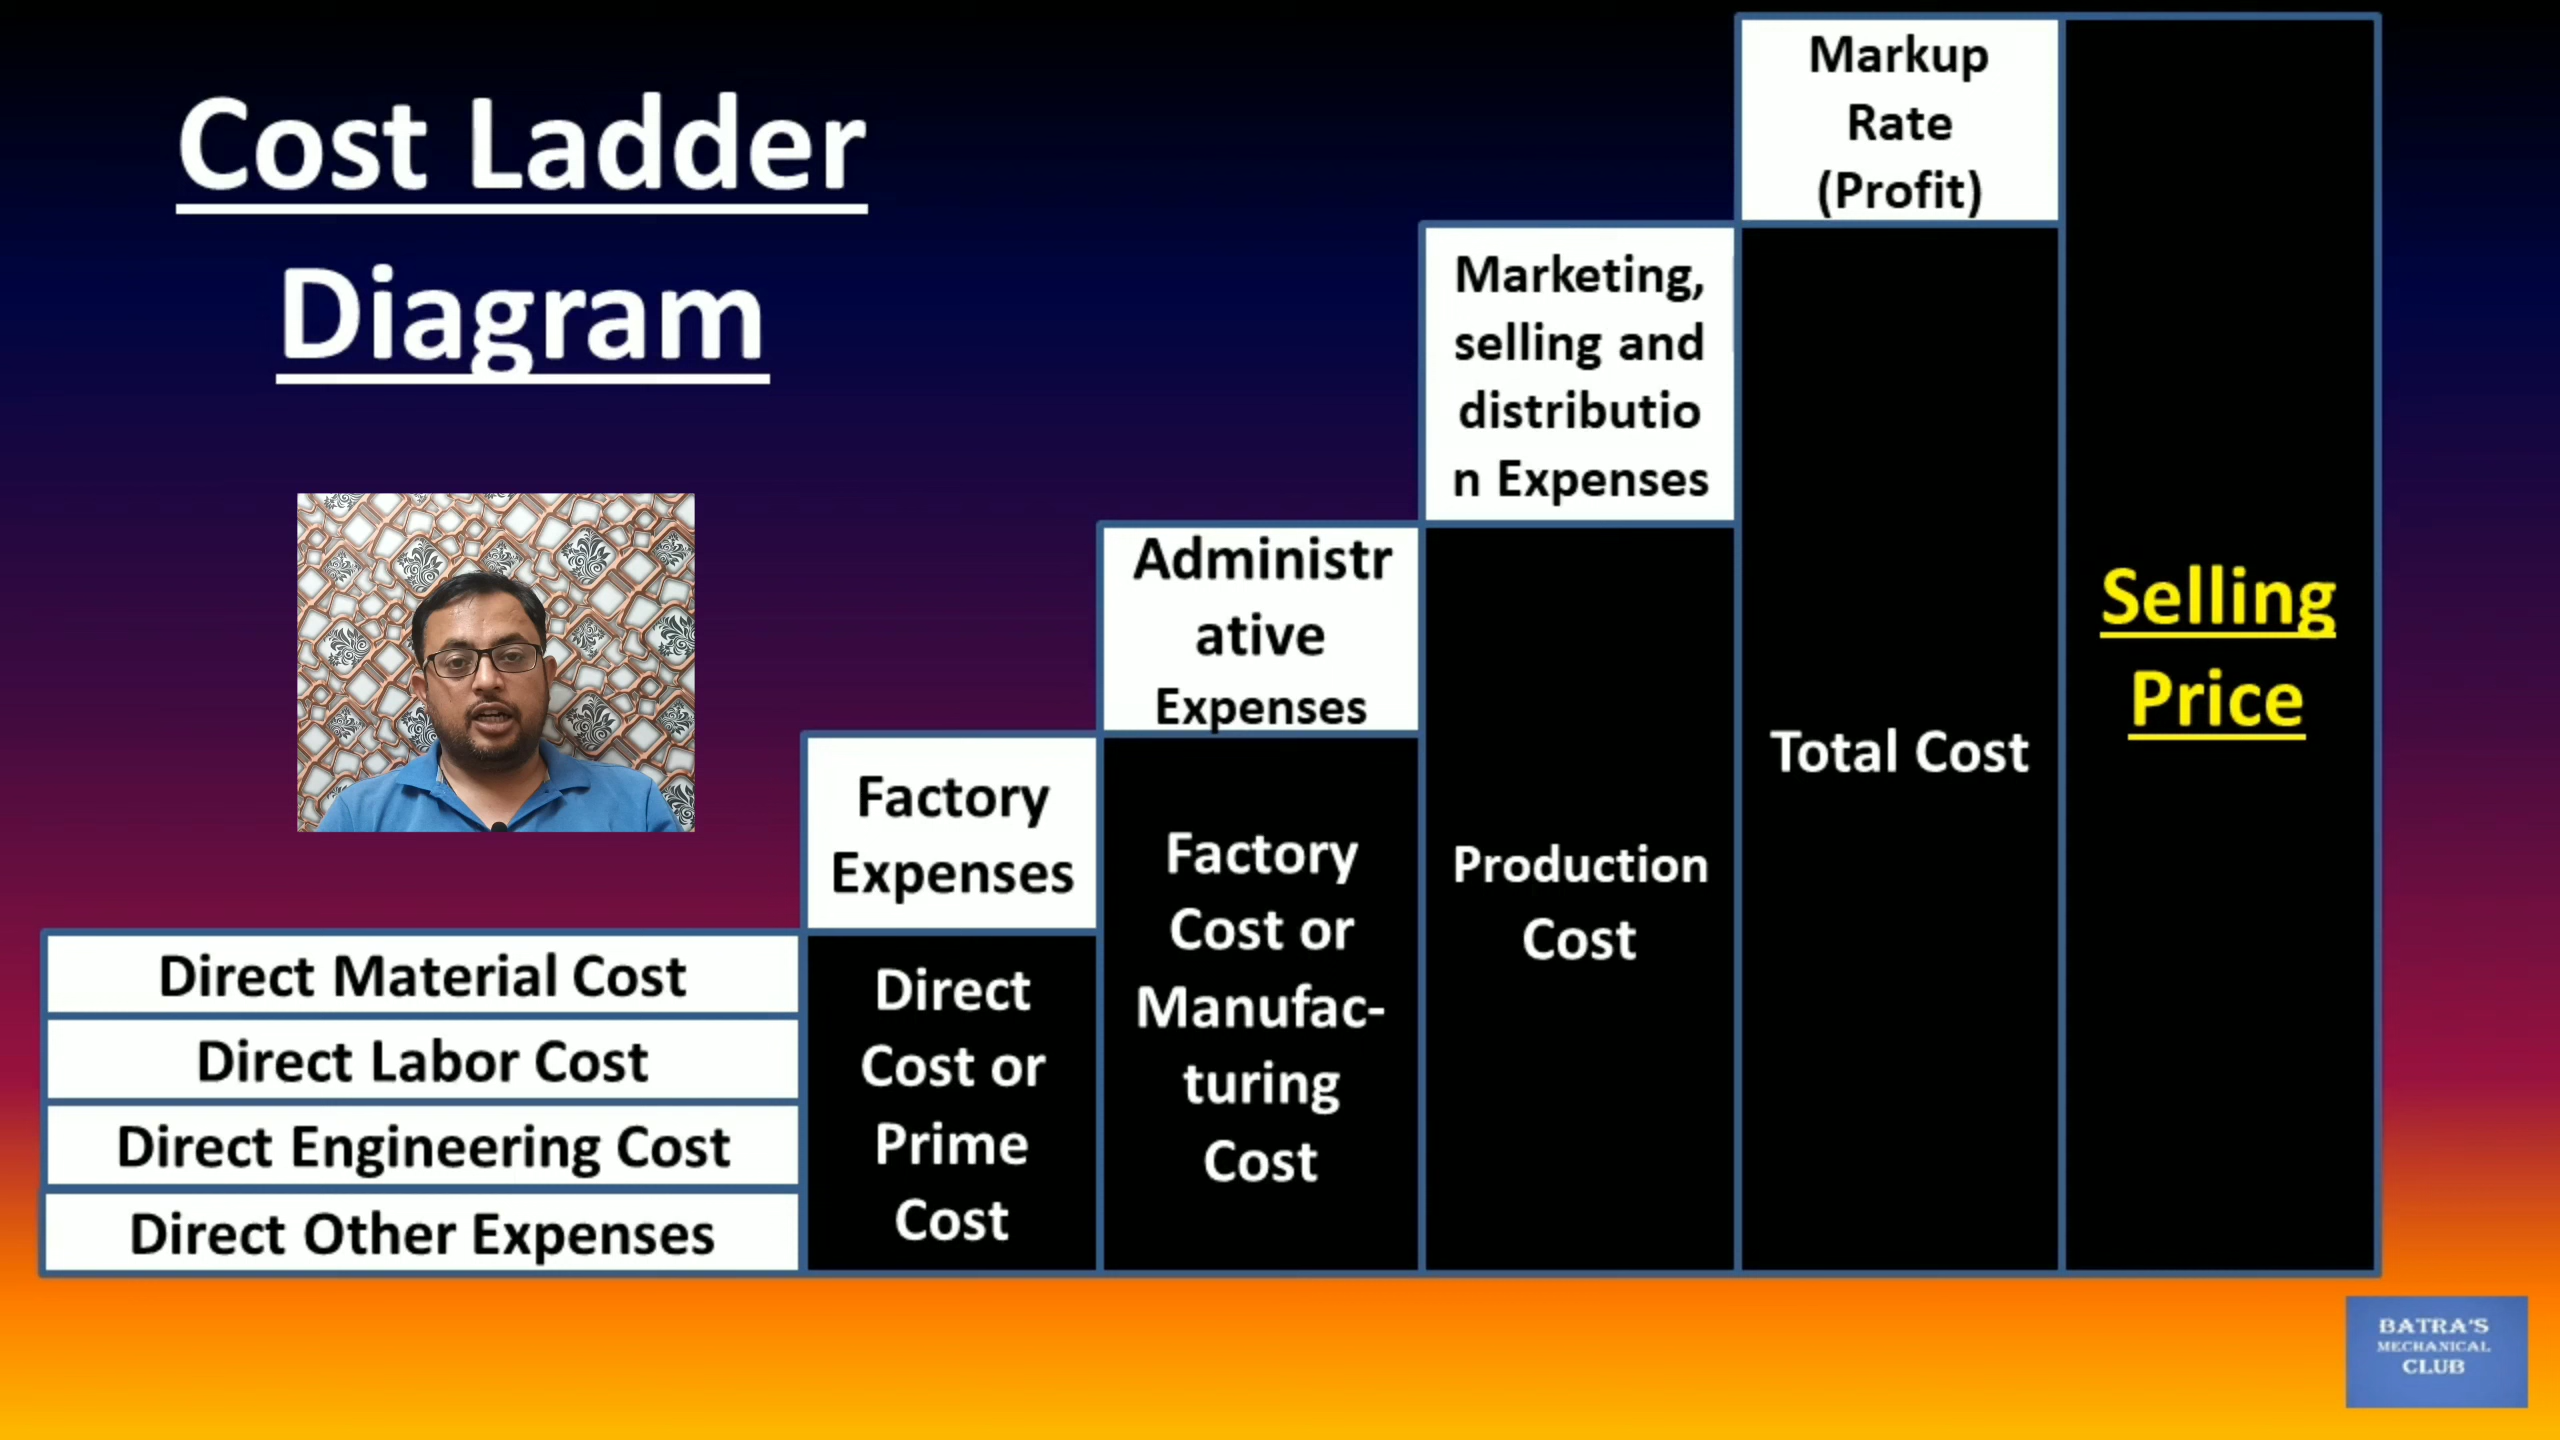 Cost Ladder
Diagram
Markup
Rate
(Profit)
Marketing,
selling and
distributio
n Expenses
Administr
ative
Expenses
Factory
Expenses
Direct Material Cost
Direct Labor Cost
Direct Engineering Cost
Direct Other Expenses
Direct
Cost or
Prime
Cost
Factory
Cost or
Manufac-
turing
Cost
Production
Cost
Total Cost
Selling
Price
BATRA'S
MECHANICAL
CLUB